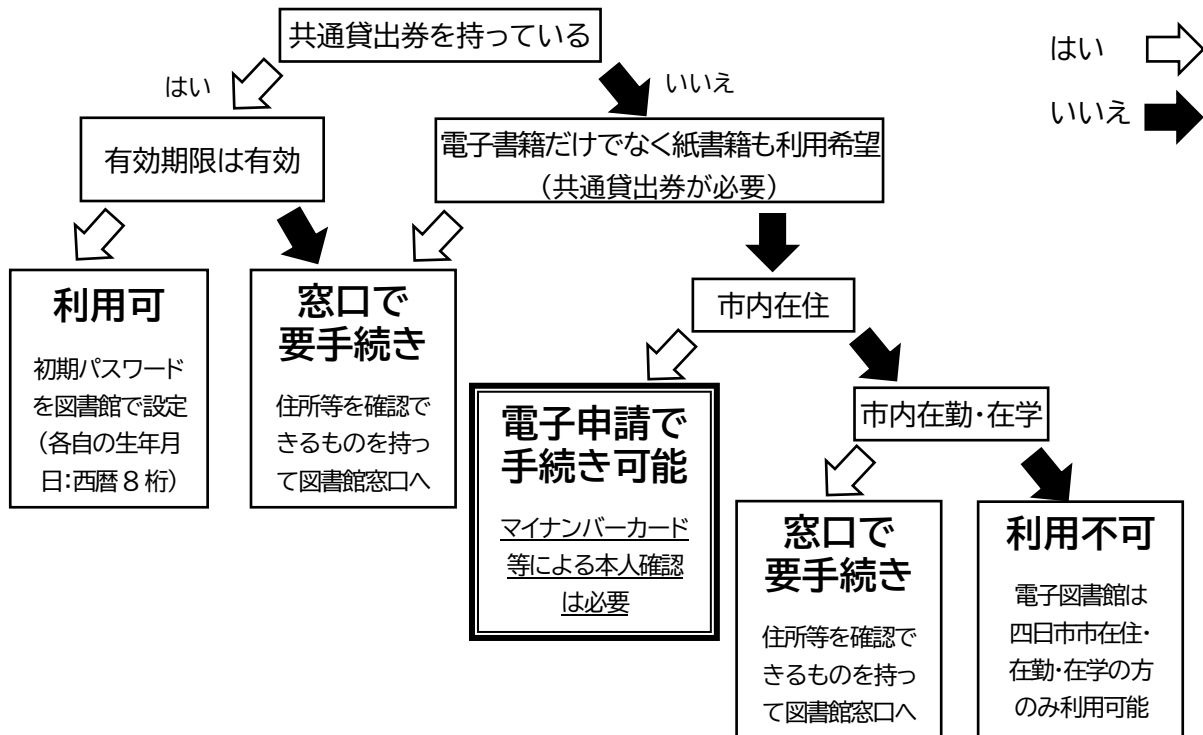 共通貸出券を持っている
はい
いいえ
はい
いいえ
有効期限は有効
電子書籍だけでなく紙書籍も利用希望
（共通貸出券が必要）
利用可
初期パスワード
を図書館で設定
（各自の生年月
日：西暦８桁）
窓口で
要手続き
住所等を確認で
きるものを持っ
て図書館窓口へ
市内在住
電子申請で
手続き可能
マイナンバーカード
等による本人確認
は必要
市内在勤・在学
窓口で
要手続き
住所等を確認で
きるものを持っ
て図書館窓口へ
利用不可
電子図書館は
四日市市在住・
在勤・在学の方
のみ利用可能